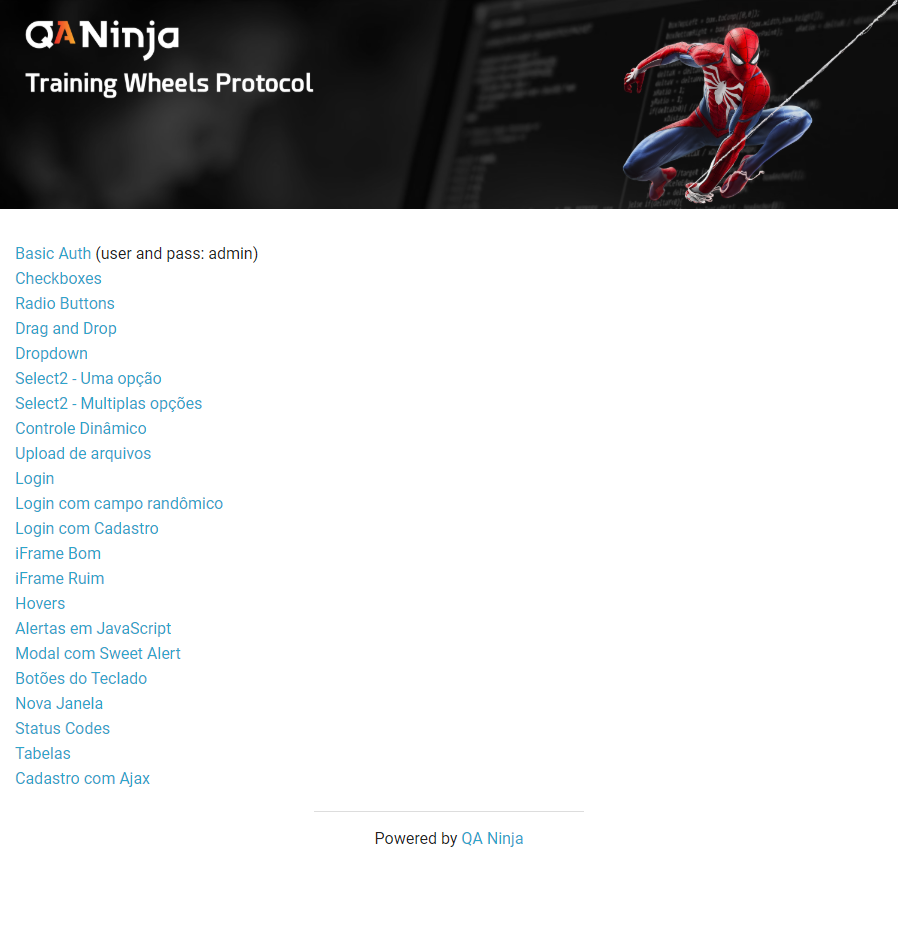 QANinja
Training Wheels Protocol
Basic Auth (user and pass: admin)
Checkboxes
Radio Buttons
Drag and Drop
Dropdown
Select2 - Uma opção
Select2 - Multiplas opções
Controle Dinâmico
Upload de arquivos
Login
Login com campo randômico
Login com Cadastro
iFrame Bom
iFrame Ruim
Hovers
Alertas em JavaScript
Modal com Sweet Alert
Botões do Teclado
Nova Janela
Status Codes
Tabelas
Cadastro com Ajax
Powered by QA Ninja